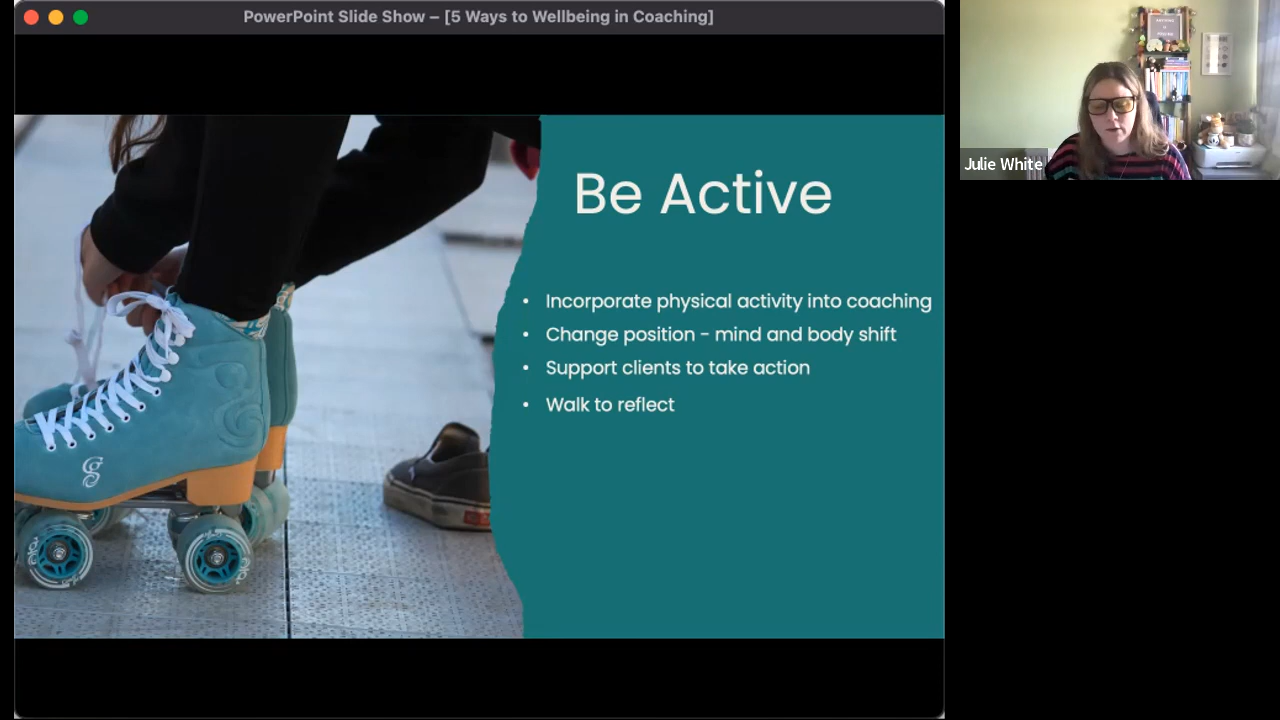 PowerPoint Slide Show – [5 Ways to Wellbeing in Coaching]
Be Active
• Incorporate physical activity into coaching
• Change position - mind and body shift
• Support clients to take action
• Walk to reflect
Julie White